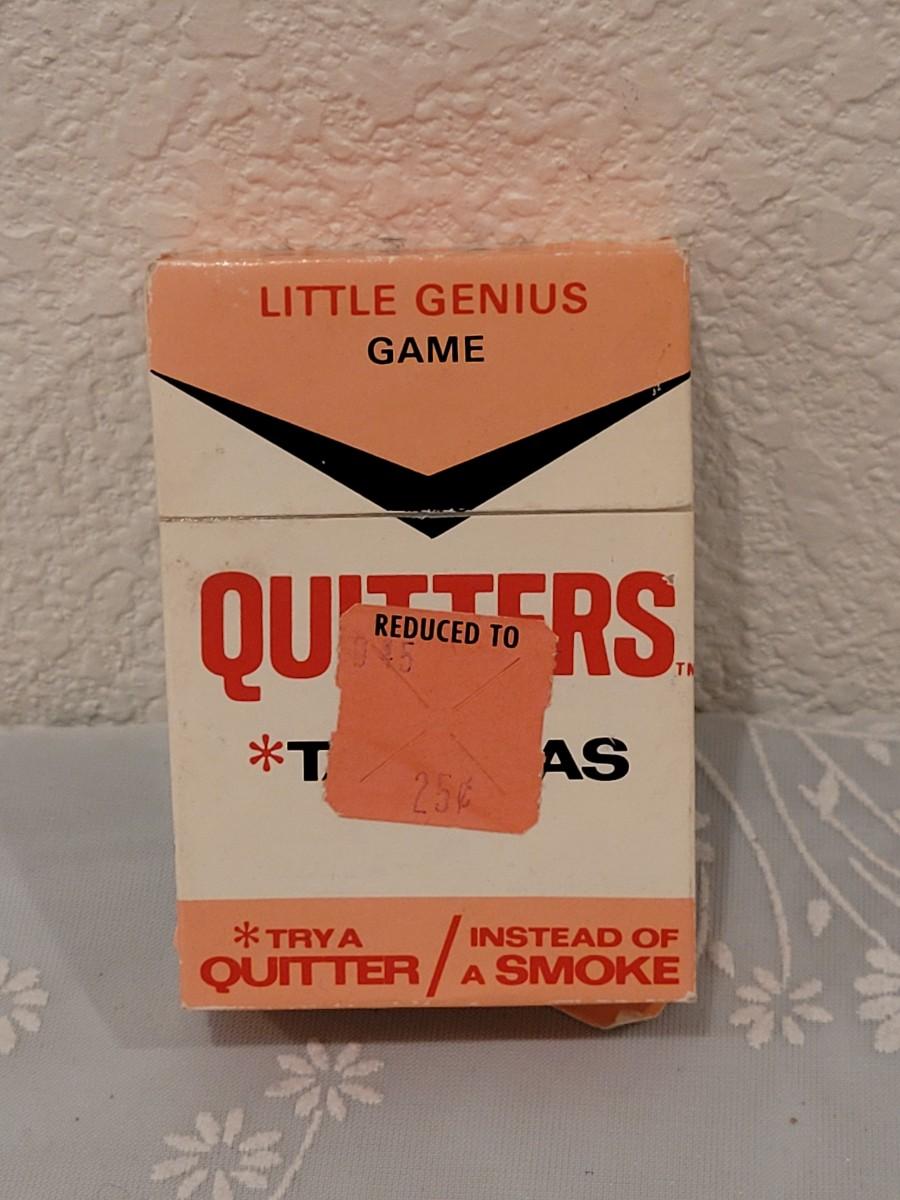 LITTLE GENIUS
GAME
QUITTERS TM
REDUCED TO
25¢
*TRY A
QUITTER / INSTEAD OF
A SMOKE